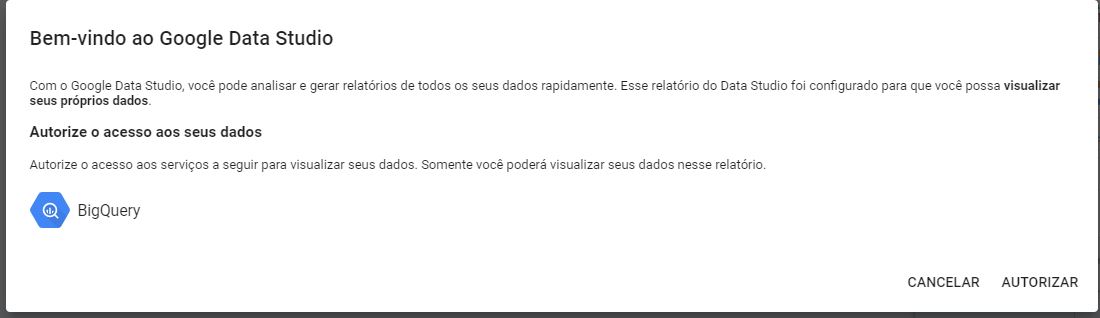 Bem-vindo ao Google Data Studio
Com o Google Data Studio, você pode analisar e gerar relatórios de todos os seus dados rapidamente. Esse relatório do Data Studio foi configurado para que você possa visualizar
seus próprios dados.
Autorize o acesso aos seus dados
Autorize o acesso aos serviços a seguir para visualizar seus dados. Somente você poderá visualizar seus dados nesse relatório.
BigQuery
CANCELAR AUTORIZAR